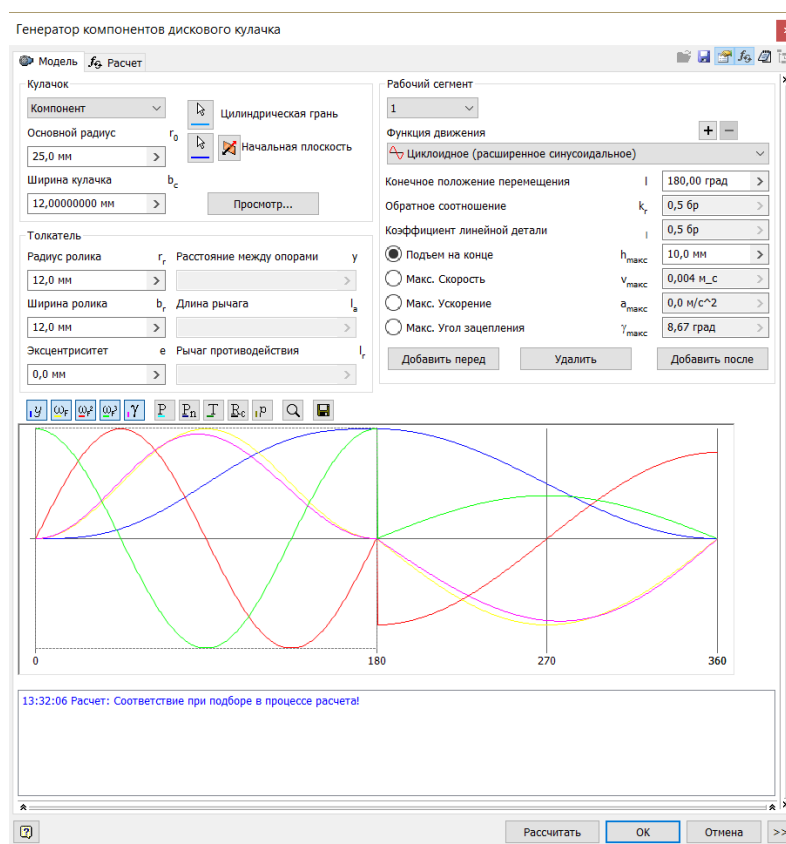 Генератор компонентов дискового кулачка
Модель
Расчет
Кулачок
Компонент
Цилиндрическая грань
Основной радиус r0
Начальная плоскость
25,0 мм
Ширина кулачка bc
12,00000000 мм
Просмотр...
Толкатель
Радиус ролика rr Расстояние между опорами y
12,0 мм
Ширина ролика br Длина рычага la
12,0 мм
Эксцентриситет e Рычаг противодействия lr
0,0 мм
Рабочий сегмент
1
Функция движения + −
Циклоидное (расширенное синусоидальное)
Конечное положение перемещения l 180,00 град
Обратное соотношение kr 0,5 бр
Коэффициент линейной детали l 0,5 бр
Подъем на конце hмакс 10,0 мм
Макс. Скорость vмакс 0,004 м_с
Макс. Ускорение aмакс 0,0 м/с^2
Макс. Угол зацепления γмакс 8,67 град
Добавить перед Удалить Добавить после
y ωF ωF² ωF³ γ P Pn T Rc p
0 180 270 360
13:32:06 Расчет: Соответствие при подборе в процессе расчета!
Рассчитать OK Отмена >>